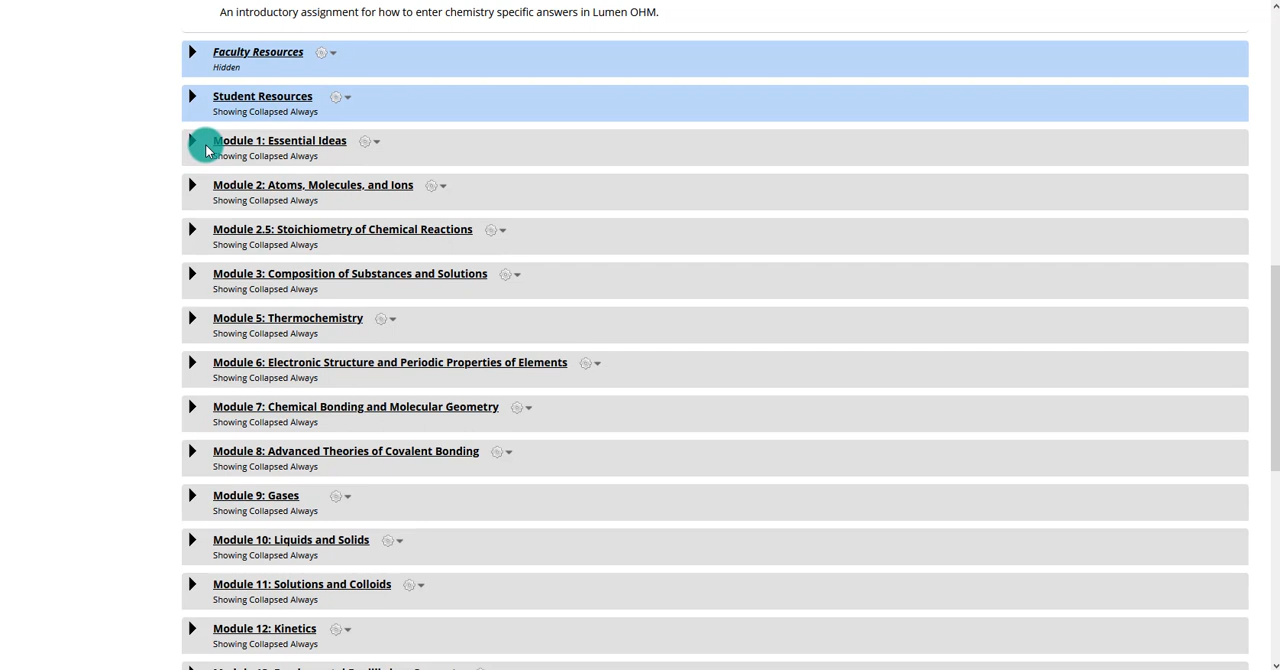 An introductory assignment for how to enter chemistry specific answers in Lumen OHM.
Faculty Resources
Hidden
Student Resources
Showing Collapsed Always
Module 1: Essential Ideas
Showing Collapsed Always
Module 2: Atoms, Molecules, and Ions
Showing Collapsed Always
Module 2.5: Stoichiometry of Chemical Reactions
Showing Collapsed Always
Module 3: Composition of Substances and Solutions
Showing Collapsed Always
Module 5: Thermochemistry
Showing Collapsed Always
Module 6: Electronic Structure and Periodic Properties of Elements
Showing Collapsed Always
Module 7: Chemical Bonding and Molecular Geometry
Showing Collapsed Always
Module 8: Advanced Theories of Covalent Bonding
Showing Collapsed Always
Module 9: Gases
Showing Collapsed Always
Module 10: Liquids and Solids
Showing Collapsed Always
Module 11: Solutions and Colloids
Showing Collapsed Always
Module 12: Kinetics
Showing Collapsed Always